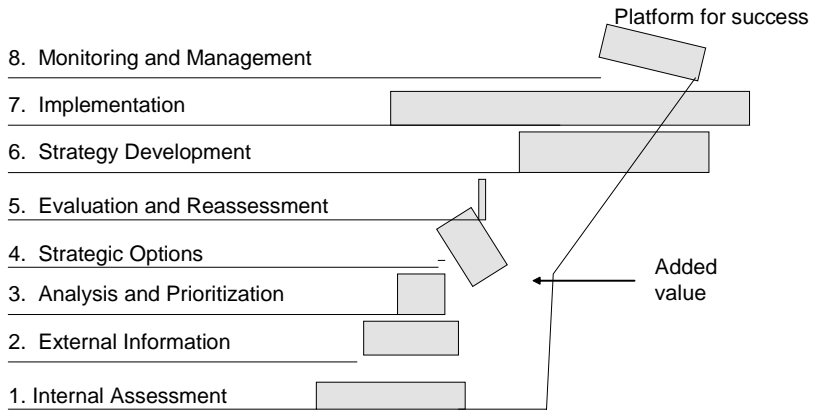 Platform for success
8. Monitoring and Management
7. Implementation
6. Strategy Development
5. Evaluation and Reassessment
4. Strategic Options
Added
value
3. Analysis and Prioritization
2. External Information
1. Internal Assessment